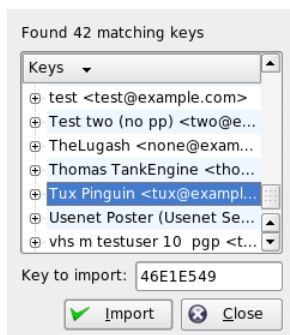 Found 42 matching keys
Keys
test <test@example.com>
Test two (no pp) <two@e...
TheLugash <none@exam...
Thomas TankEngine <tho...
Tux Pinguin <tux@exampl...
Usenet Poster (Usenet Se...
vhs m testuser 10 pgp <t...
Key to import: 46E1E549
Import Close